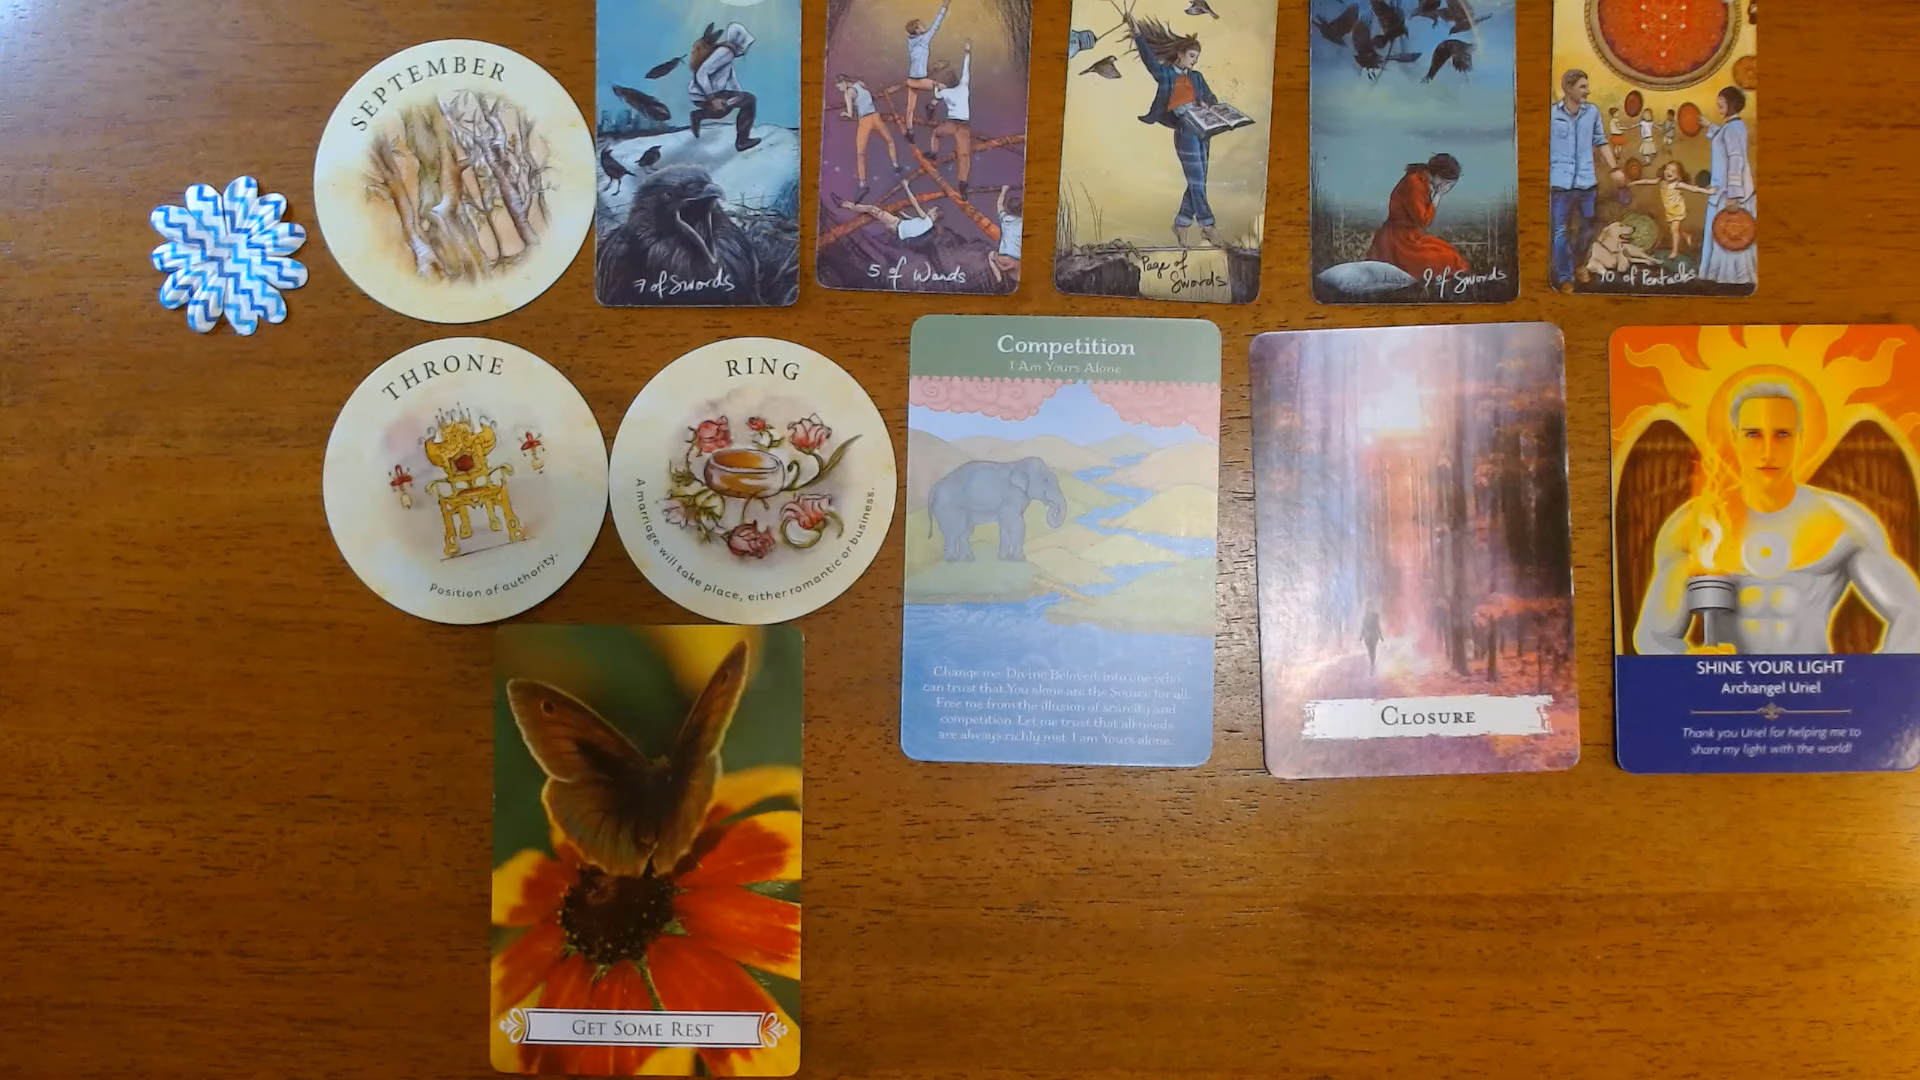 SEPTEMBER
7 of Swords
5 of Wands
Page of
Swords
9 of Swords
10 of Pentacles
THRONE
Position of authority.
RING
A marriage will take place, either romantic or business.
Competition
I Am Yours Alone
Change me Divine Beloved into one who
can trust that You alone are the Source for all.
Free me from the illusion of scarcity and
competition. Let me trust that all needs
are always richly met. I am Yours alone.
CLOSURE
SHINE YOUR LIGHT
Archangel Uriel
Thank you Uriel for helping me to
share my light with the world!
GET SOME REST